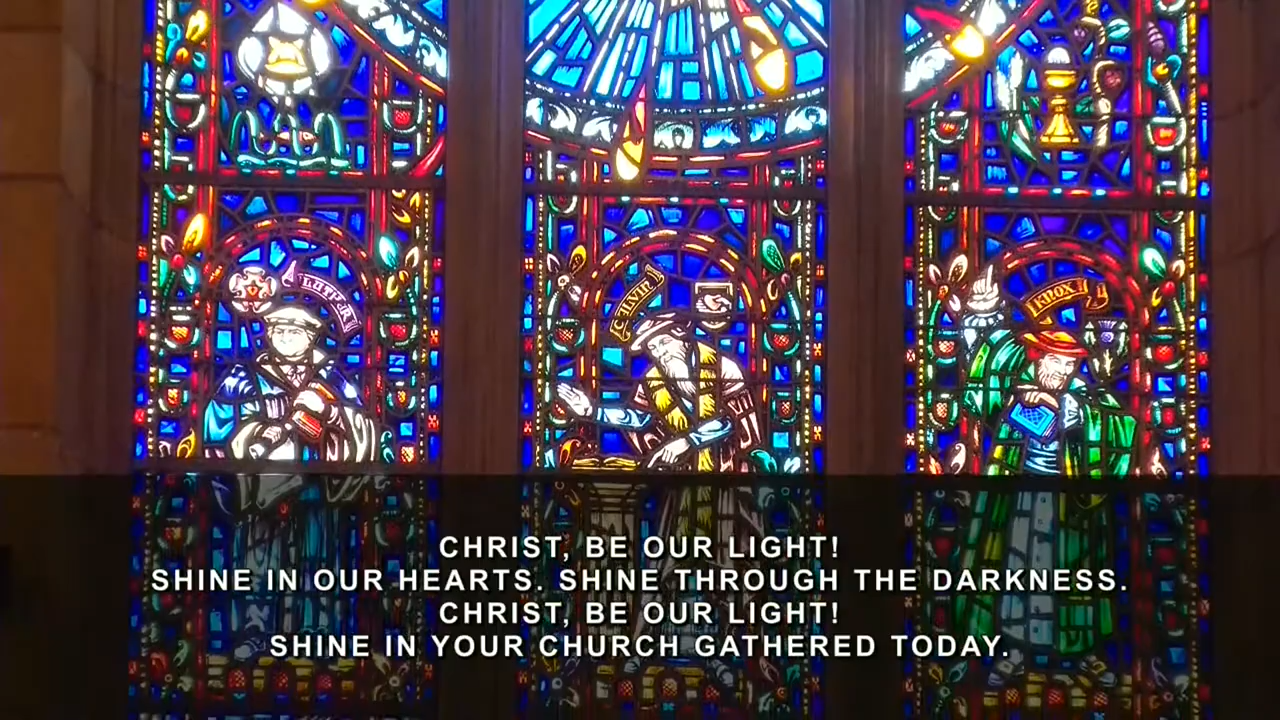 LUTHER
CALVIN
KNOX
CHRIST, BE OUR LIGHT!
SHINE IN OUR HEARTS. SHINE THROUGH THE DARKNESS.
CHRIST, BE OUR LIGHT!
SHINE IN YOUR CHURCH GATHERED TODAY.